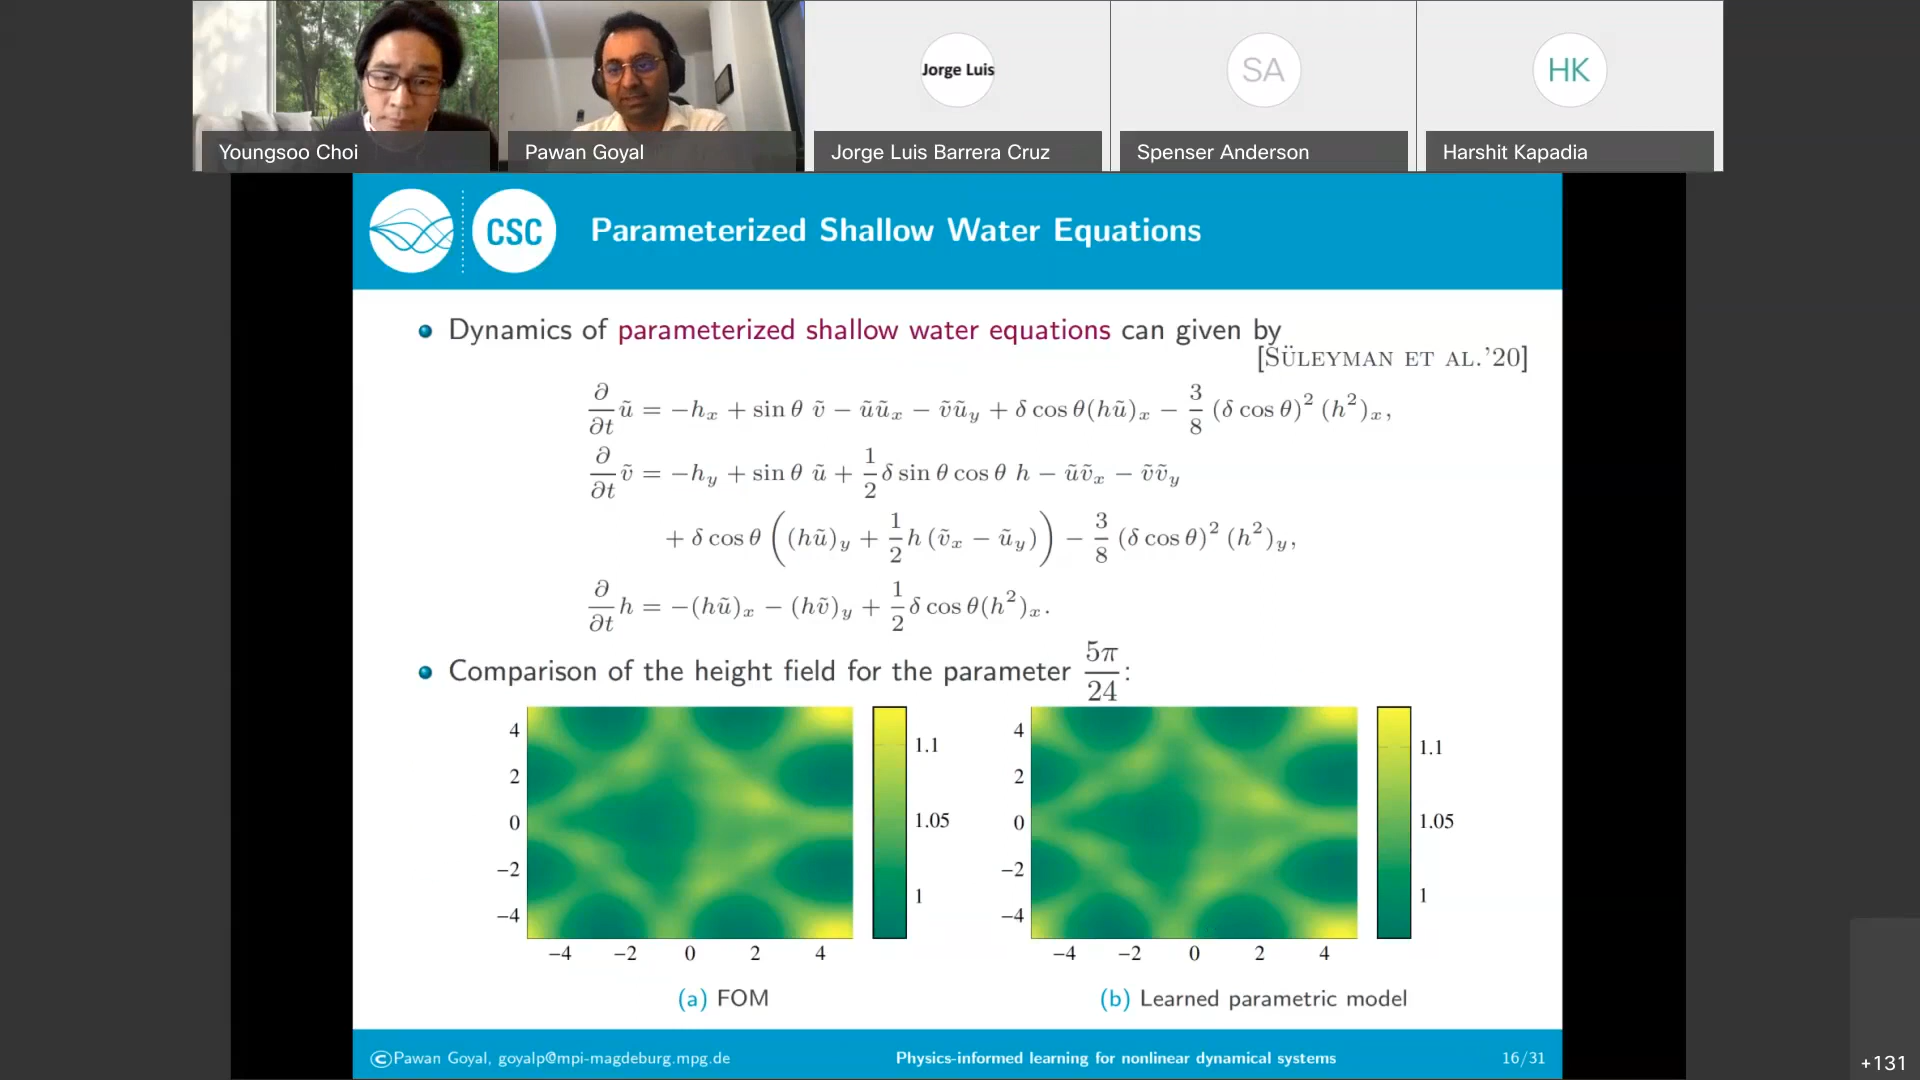 Jorge Luis
SA
HK
Youngsoo Choi
Pawan Goyal
Jorge Luis Barrera Cruz
Spenser Anderson
Harshit Kapadia
CSC
Parameterized Shallow Water Equations
Dynamics of parameterized shallow water equations can given by
[SÜLEYMAN ET AL.'20]
∂/∂t ũ = −h_x + sin θ ṽ − ũũ_x − ṽũ_y + δ cos θ(hũ)_x − 3/8 (δ cos θ)² (h²)_x,
∂/∂t ṽ = −h_y + sin θ ũ + 1/2 δ sin θ cos θ h − ũṽ_x − ṽṽ_y
+ δ cos θ ((hũ)_y + 1/2 h (ṽ_x − ũ_y)) − 3/8 (δ cos θ)² (h²)_y,
∂/∂t h = −(hũ)_x − (hṽ)_y + 1/2 δ cos θ(h²)_x.
Comparison of the height field for the parameter 5π/24:
4
2
0
−2
−4
−4 −2 0 2 4
1.1
1.05
1
(a) FOM
4
2
0
−2
−4
−4 −2 0 2 4
1.1
1.05
1
(b) Learned parametric model
©Pawan Goyal, goyalp@mpi-magdeburg.mpg.de
Physics-informed learning for nonlinear dynamical systems
16/31
+131